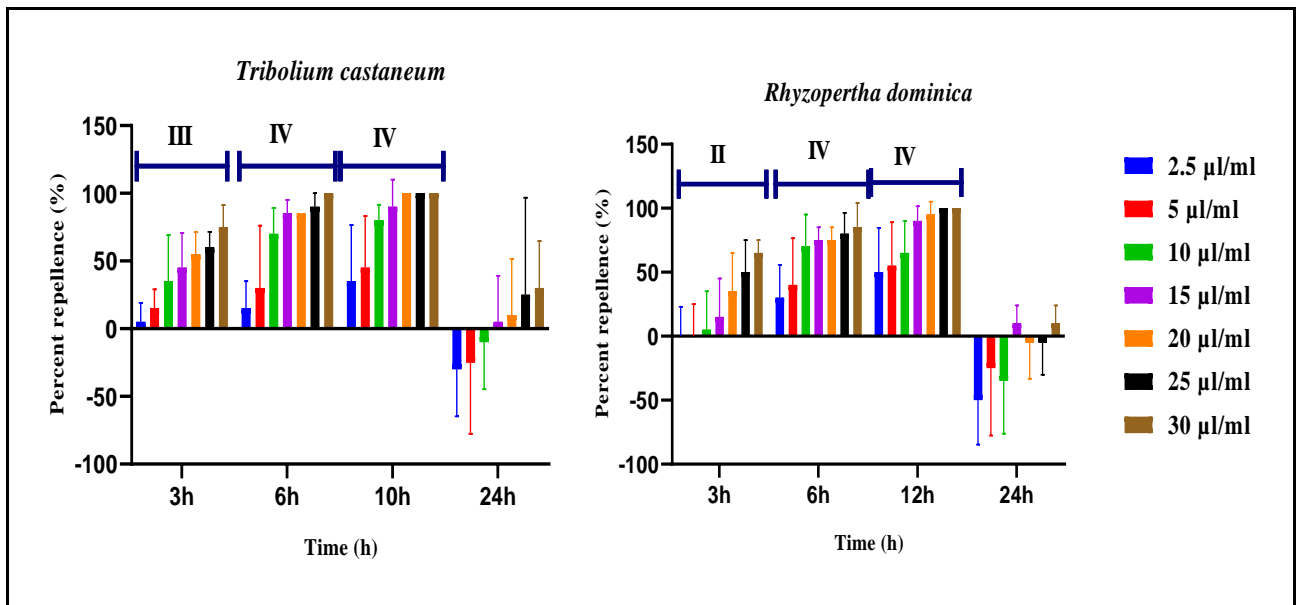 Tribolium castaneum
III IV IV
Percent repellence (%)
150
100
50
0
-50
-100
3h 6h 10h 24h
Time (h)
Rhyzopertha dominica
II IV IV
Percent repellence (%)
150
100
50
0
-50
-100
3h 6h 12h 24h
Time (h)
2.5 µl/ml
5 µl/ml
10 µl/ml
15 µl/ml
20 µl/ml
25 µl/ml
30 µl/ml